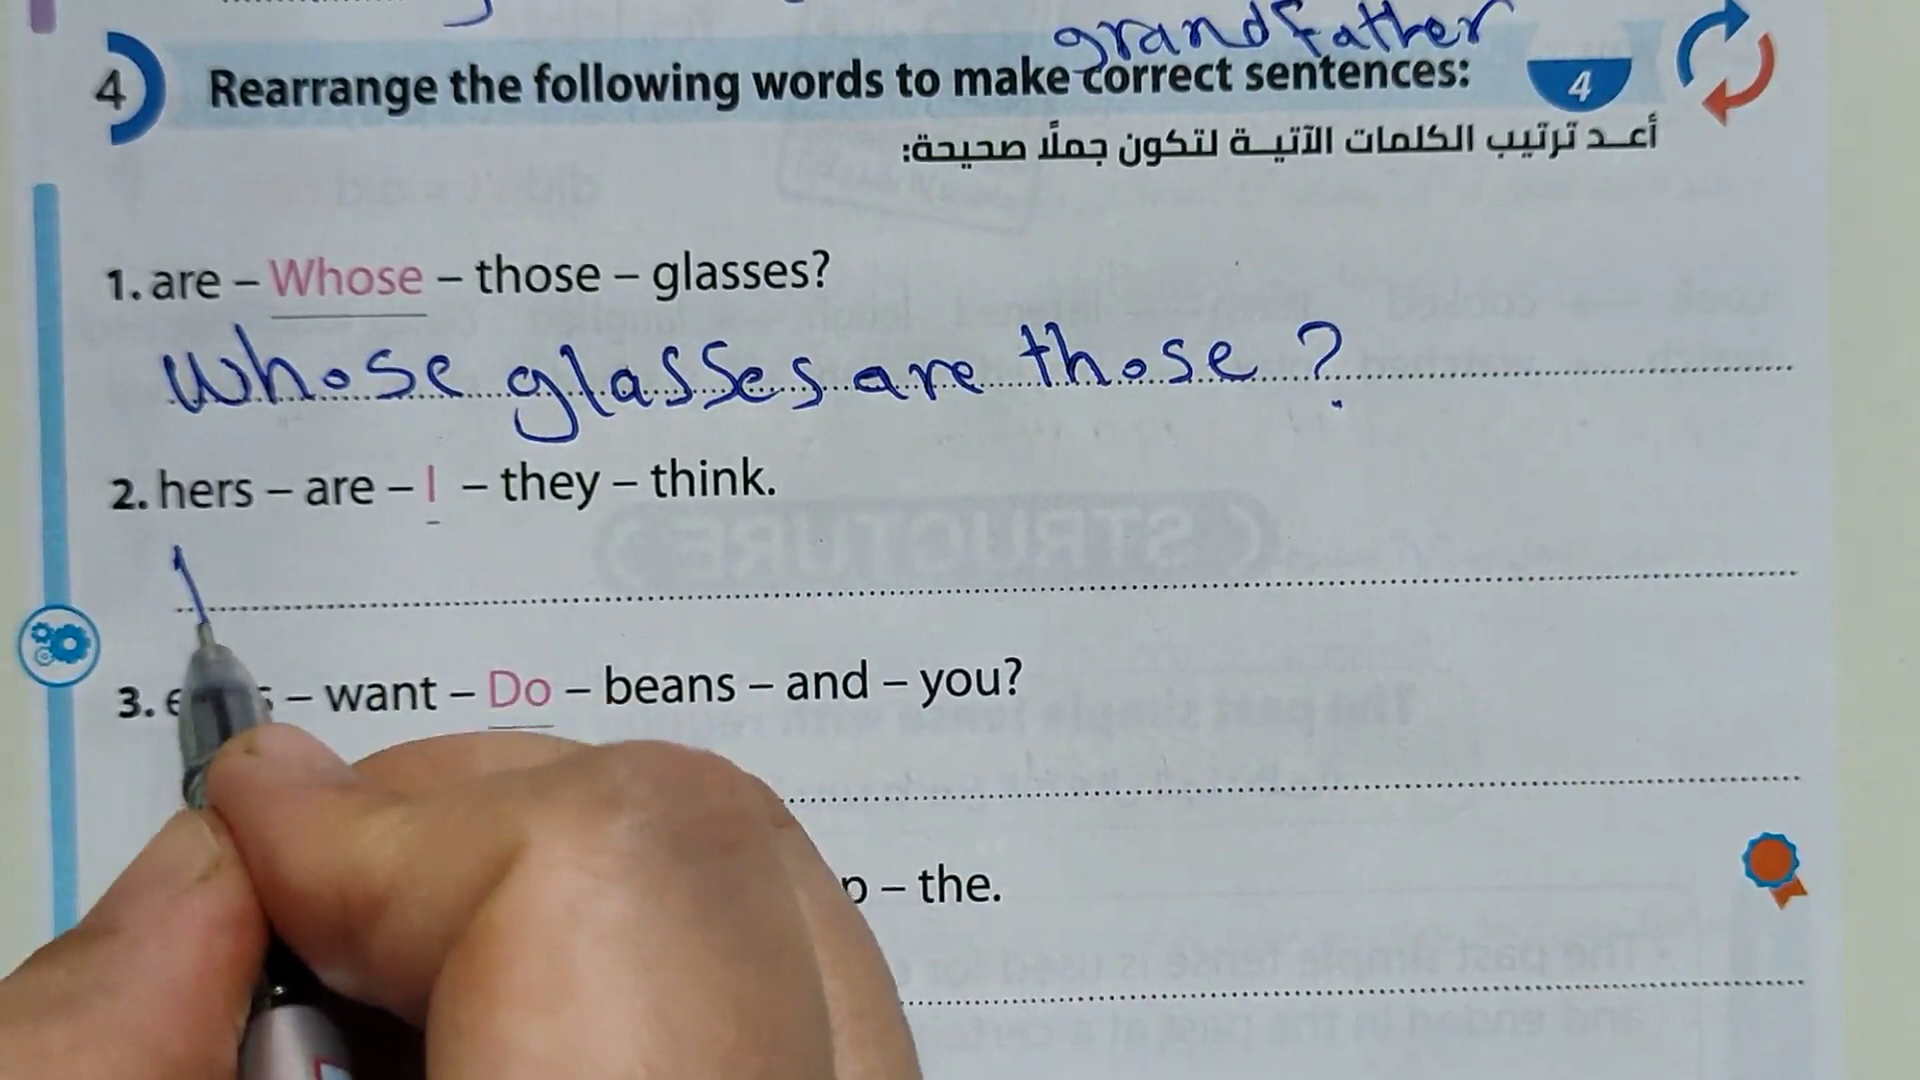 grandfather
4 Rearrange the following words to make correct sentences: 4
أعد ترتيب الكلمات الآتية لتكون جملًا صحيحة:
1. are – Whose – those – glasses?
Whose glasses are those ?
2. hers – are – I – they – think.
3. – want – Do – beans – and – you?
– the.